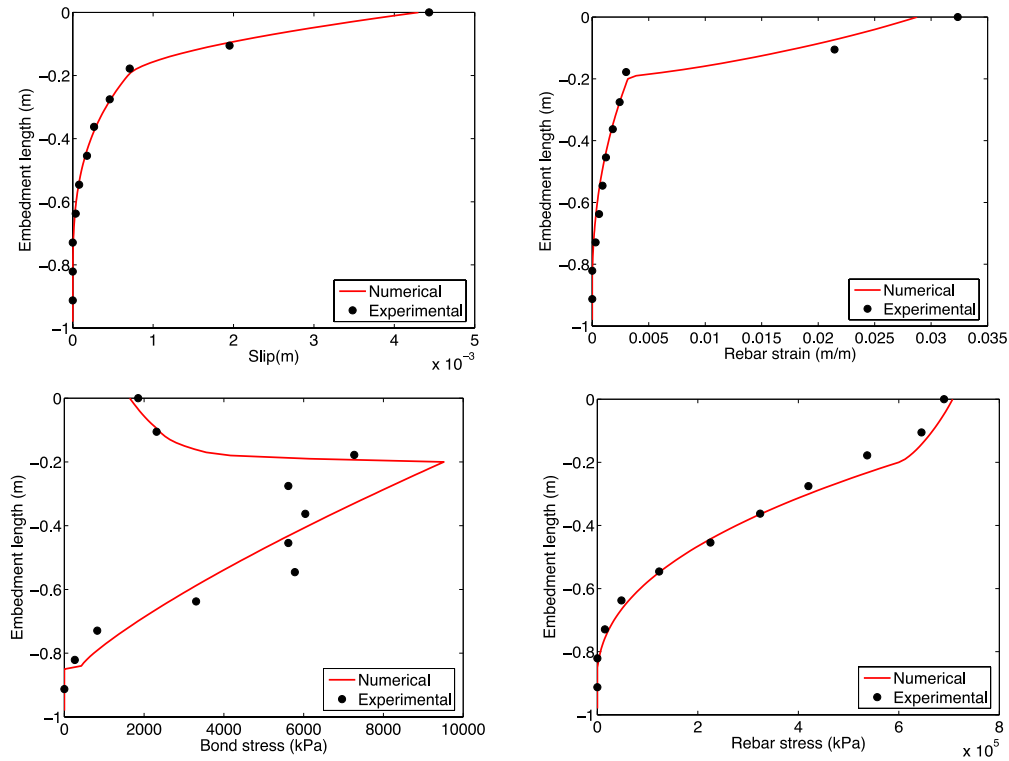 0
−0.2
−0.4
−0.6
−0.8
−1
Embedment length (m)
0 1 2 3 4 5
Slip(m)
x 10⁻³
Numerical
Experimental
0
−0.2
−0.4
−0.6
−0.8
−1
Embedment length (m)
0 0.005 0.01 0.015 0.02 0.025 0.03 0.035
Rebar strain (m/m)
Numerical
Experimental
0
−0.2
−0.4
−0.6
−0.8
−1
Embedment length (m)
0 2000 4000 6000 8000 10000
Bond stress (kPa)
Numerical
Experimental
0
−0.2
−0.4
−0.6
−0.8
−1
Embedment length (m)
0 2 4 6 8
Rebar stress (kPa)
x 10⁵
Numerical
Experimental